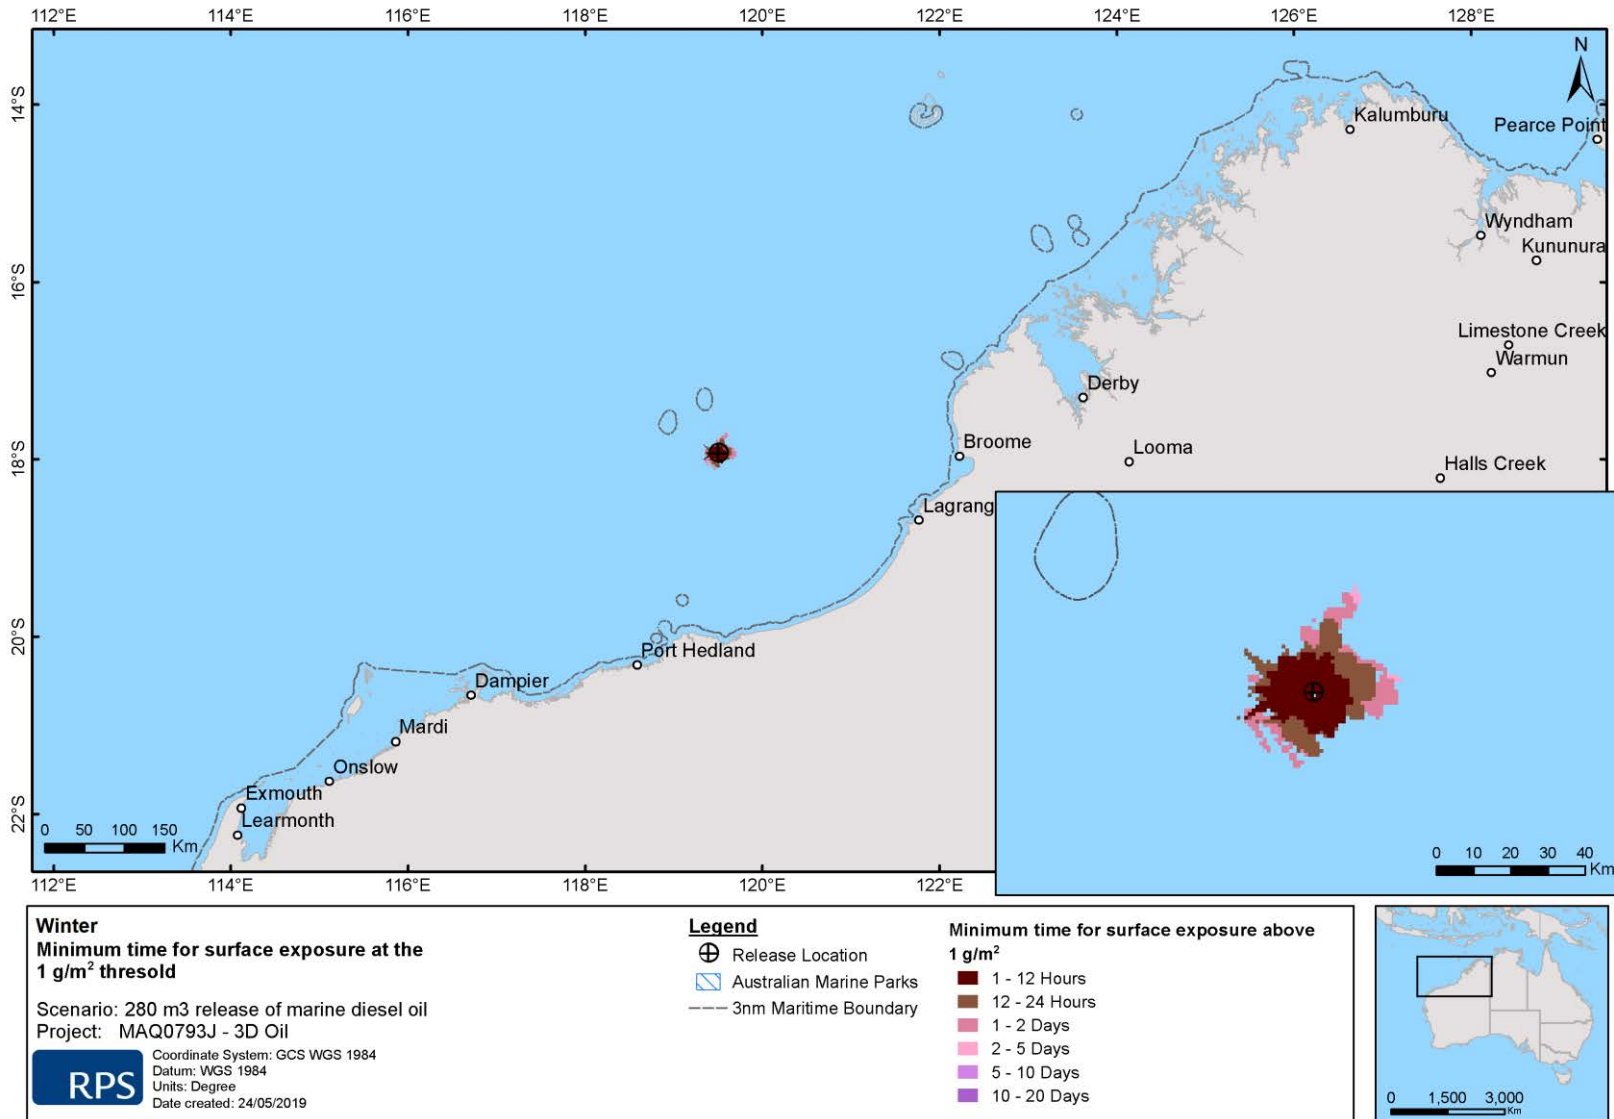 112°E 114°E 116°E 118°E 120°E 122°E 124°E 126°E 128°E
N
14°S
16°S
18°S
20°S
22°S
Kalumburu
Pearce Point
Wyndham
Kununura
Limestone Creek
Warmun
Derby
Broome
Looma
Halls Creek
Lagrang
Port Hedland
Dampier
Mardi
Onslow
Exmouth
Learmonth
0 50 100 150
Km
0 10 20 30 40
Km
112°E 114°E 116°E 118°E 120°E 122°E
Winter
Minimum time for surface exposure at the
1 g/m² thresold
Scenario: 280 m3 release of marine diesel oil
Project: MAQ0793J - 3D Oil
RPS
Coordinate System: GCS WGS 1984
Datum: WGS 1984
Units: Degree
Date created: 24/05/2019
Legend
Release Location
Australian Marine Parks
3nm Maritime Boundary
Minimum time for surface exposure above
1 g/m²
1 - 12 Hours
12 - 24 Hours
1 - 2 Days
2 - 5 Days
5 - 10 Days
10 - 20 Days
0 1,500 3,000
Km